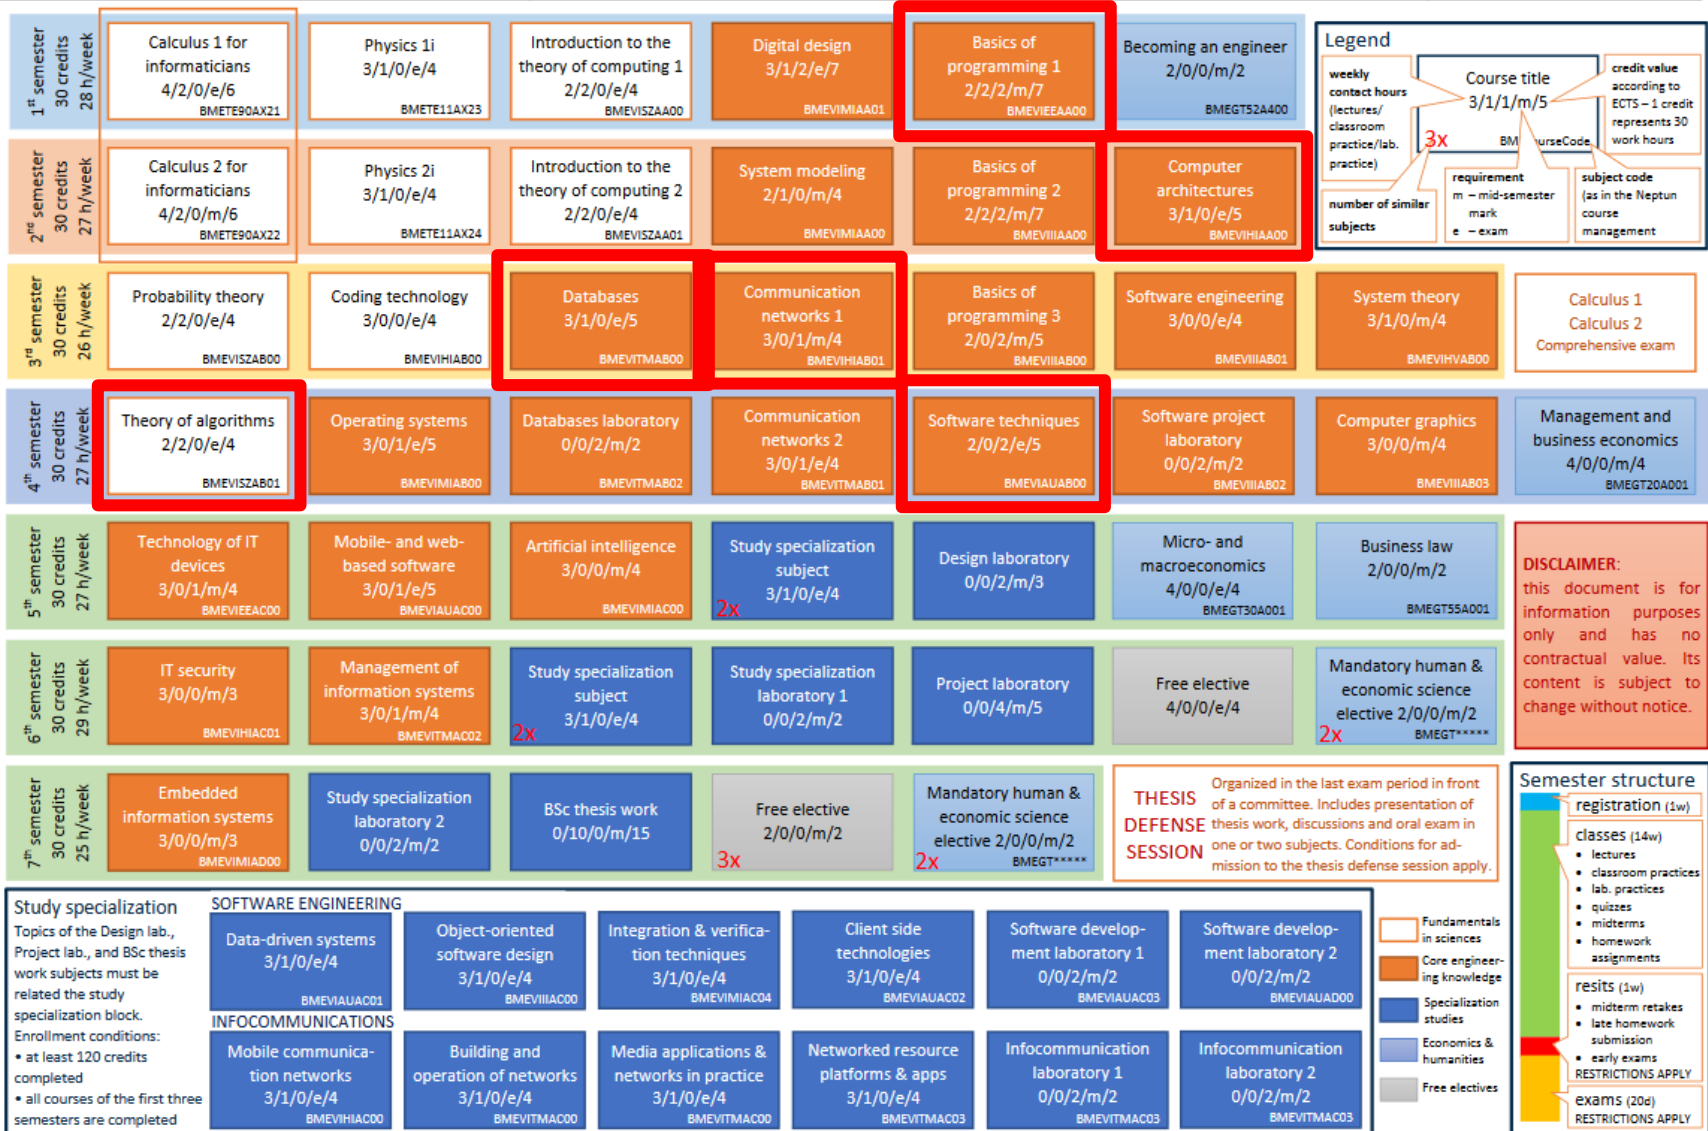 1st semester
30 credits
28 h/week
Calculus 1 for
informaticians
4/2/0/e/6
BMETE90AX21
Physics 1i
3/1/0/e/4
BMETE11AX23
Introduction to the
theory of computing 1
2/2/0/e/4
BMEVISZAA00
Digital design
3/1/2/e/7
BMEVIMIAA01
Basics of
programming 1
2/2/2/m/7
BMEVIEEAA00
Becoming an engineer
2/0/0/m/2
BMEGT52A400
Legend
weekly
contact hours
(lectures/
classroom
practice/lab.
practice)
Course title
3/1/1/m/5
3x
credit value
according to
ECTS – 1 credit
represents 30
work hours
number of similar
subjects
requirement
m – mid-semester
mark
e – exam
subject code
(as in the Neptun
course
management
2nd semester
30 credits
27 h/week
Calculus 2 for
informaticians
4/2/0/m/6
BMETE90AX22
Physics 2i
3/1/0/e/4
BMETE11AX24
Introduction to the
theory of computing 2
2/2/0/e/4
BMEVISZAA01
System modeling
2/1/0/m/4
BMEVIMIAA00
Basics of
programming 2
2/2/2/m/7
BMEVIIIAA00
Computer
architectures
3/1/0/e/5
BMEVIHIAA00
3rd semester
30 credits
26 h/week
Probability theory
2/2/0/e/4
BMEVISZAB00
Coding technology
3/0/0/e/4
BMEVIHIAB00
Databases
3/1/0/e/5
BMEVITMAB00
Communication
networks 1
3/0/1/m/4
BMEVIHIAB01
Basics of
programming 3
2/0/2/m/5
BMEVIIIAB00
Software engineering
3/0/0/e/4
BMEVIIIAB01
System theory
3/1/0/m/4
BMEVIHVAB00
Calculus 1
Calculus 2
Comprehensive exam
4th semester
30 credits
27 h/week
Theory of algorithms
2/2/0/e/4
BMEVISZAB01
Operating systems
3/0/1/e/5
BMEVIMIAB00
Databases laboratory
0/0/2/m/2
BMEVITMAB02
Communication
networks 2
3/0/1/e/4
BMEVITMAB01
Software techniques
2/0/2/e/5
BMEVIAUAB00
Software project
laboratory
0/0/2/m/2
BMEVIIIAB02
Computer graphics
3/0/0/m/4
BMEVIIIAB03
Management and
business economics
4/0/0/m/4
BMEGT20A001
5th semester
30 credits
27 h/week
Technology of IT
devices
3/0/1/m/4
BMEVIEEAC00
Mobile- and web-
based software
3/0/1/e/5
BMEVIAUAC00
Artificial intelligence
3/0/0/m/4
BMEVIMIAC00
Study specialization
subject
3/1/0/e/4
2x
Design laboratory
0/0/2/m/3
Micro- and
macroeconomics
4/0/0/e/4
BMEGT30A001
Business law
2/0/0/m/2
BMEGT55A001
DISCLAIMER:
this document is for
information purposes
only and has no
contractual value. Its
content is subject to
change without notice.
6th semester
30 credits
29 h/week
IT security
3/0/0/m/3
BMEVIHIAC01
Management of
information systems
3/0/1/m/4
BMEVITMAC02
Study specialization
subject
3/1/0/e/4
2x
Study specialization
laboratory 1
0/0/2/m/2
Project laboratory
0/0/4/m/5
Free elective
4/0/0/e/4
Mandatory human &
economic science
elective 2/0/0/m/2
2x BMEGT*****
7th semester
30 credits
25 h/week
Embedded
information systems
3/0/0/m/3
BMEVIMIAD00
Study specialization
laboratory 2
0/0/2/m/2
BSc thesis work
0/10/0/m/15
Free elective
2/0/0/m/2
3x
Mandatory human &
economic science
elective 2/0/0/m/2
2x BMEGT*****
THESIS
DEFENSE
SESSION
Organized in the last exam period in front
of a committee. Includes presentation of
thesis work, discussions and oral exam in
one or two subjects. Conditions for ad-
mission to the thesis defense session apply.
Semester structure
registration (1w)
classes (14w)
• lectures
• classroom practices
• lab. practices
• quizzes
• midterms
• homework
assignments
resits (1w)
• midterm retakes
• late homework
submission
• early exams
RESTRICTIONS APPLY
exams (20d)
RESTRICTIONS APPLY
Study specialization
Topics of the Design lab.,
Project lab., and BSc thesis
work subjects must be
related the study
specialization block.
Enrollment conditions:
• at least 120 credits
completed
• all courses of the first three
semesters are completed
SOFTWARE ENGINEERING
Data-driven systems
3/1/0/e/4
BMEVIAUAC01
Object-oriented
software design
3/1/0/e/4
BMEVIIIAC00
Integration & verifica-
tion techniques
3/1/0/e/4
BMEVIMIAC04
Client side
technologies
3/1/0/e/4
BMEVIAUAC02
Software develop-
ment laboratory 1
0/0/2/m/2
BMEVIAUAC03
Software develop-
ment laboratory 2
0/0/2/m/2
BMEVIAUAD00
INFOCOMMUNICATIONS
Mobile communica-
tion networks
3/1/0/e/4
BMEVIHIAC00
Building and
operation of networks
3/1/0/e/4
BMEVITMAC00
Media applications &
networks in practice
3/1/0/e/4
BMEVITMAC00
Networked resource
platforms & apps
3/1/0/e/4
BMEVITMAC03
Infocommunication
laboratory 1
0/0/2/m/2
BMEVITMAC03
Infocommunication
laboratory 2
0/0/2/m/2
BMEVITMAC03
Fundamentals
in sciences
Core engineer-
ing knowledge
Specialization
studies
Economics &
humanities
Free electives